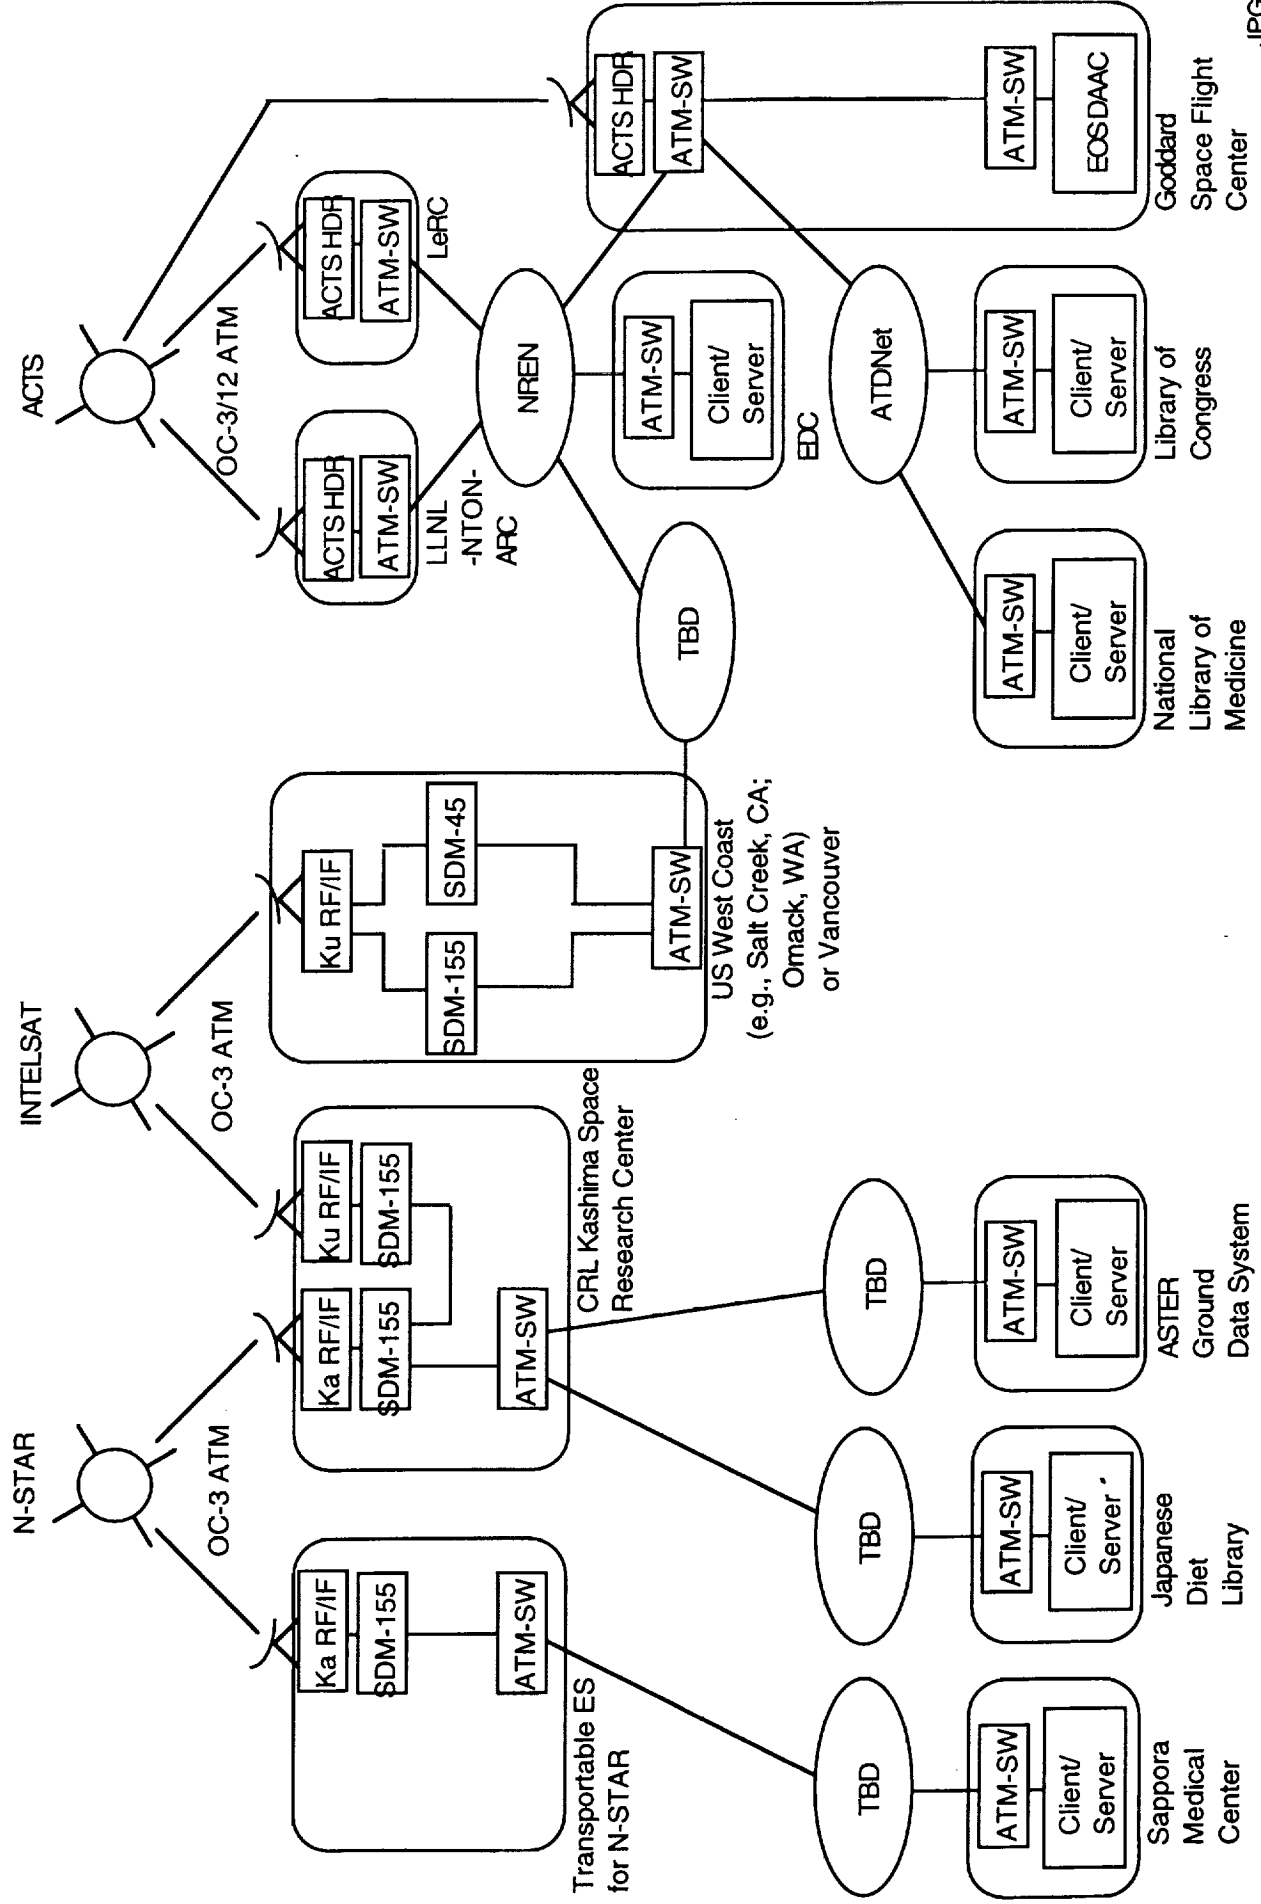 N-STAR
INTELSAT
ACTS
OC-3 ATM
OC-3 ATM
OC-3/12 ATM
Ka RF/IF
SDM-155
ATM-SW
Transportable ES
for N-STAR
Ka RF/IF
SDM-155
Ku RF/IF
SDM-155
ATM-SW
CRL Kashima Space
Research Center
Ku RF/IF
SDM-155
SDM-45
ATM-SW
US West Coast
(e.g., Salt Creek, CA;
Omack, WA)
or Vancouver
ACTS HDR
ATM-SW
LLNL
-NTON-
ARC
ACTS HDR
ATM-SW
LeRC
ACTS HDR
ATM-SW
ATM-SW
EOSDAAC
Goddard
Space Flight
Center
NREN
TBD
ATM-SW
Client/
Server
EDC
ATDNet
TBD
TBD
TBD
ATM-SW
Client/
Server
Sappora
Medical
Center
ATM-SW
Client/
Server
Japanese
Diet
Library
ATM-SW
Client/
Server
ASTER
Ground
Data System
ATM-SW
Client/
Server
National
Library of
Medicine
ATM-SW
Client/
Server
Library of
Congress
JPG